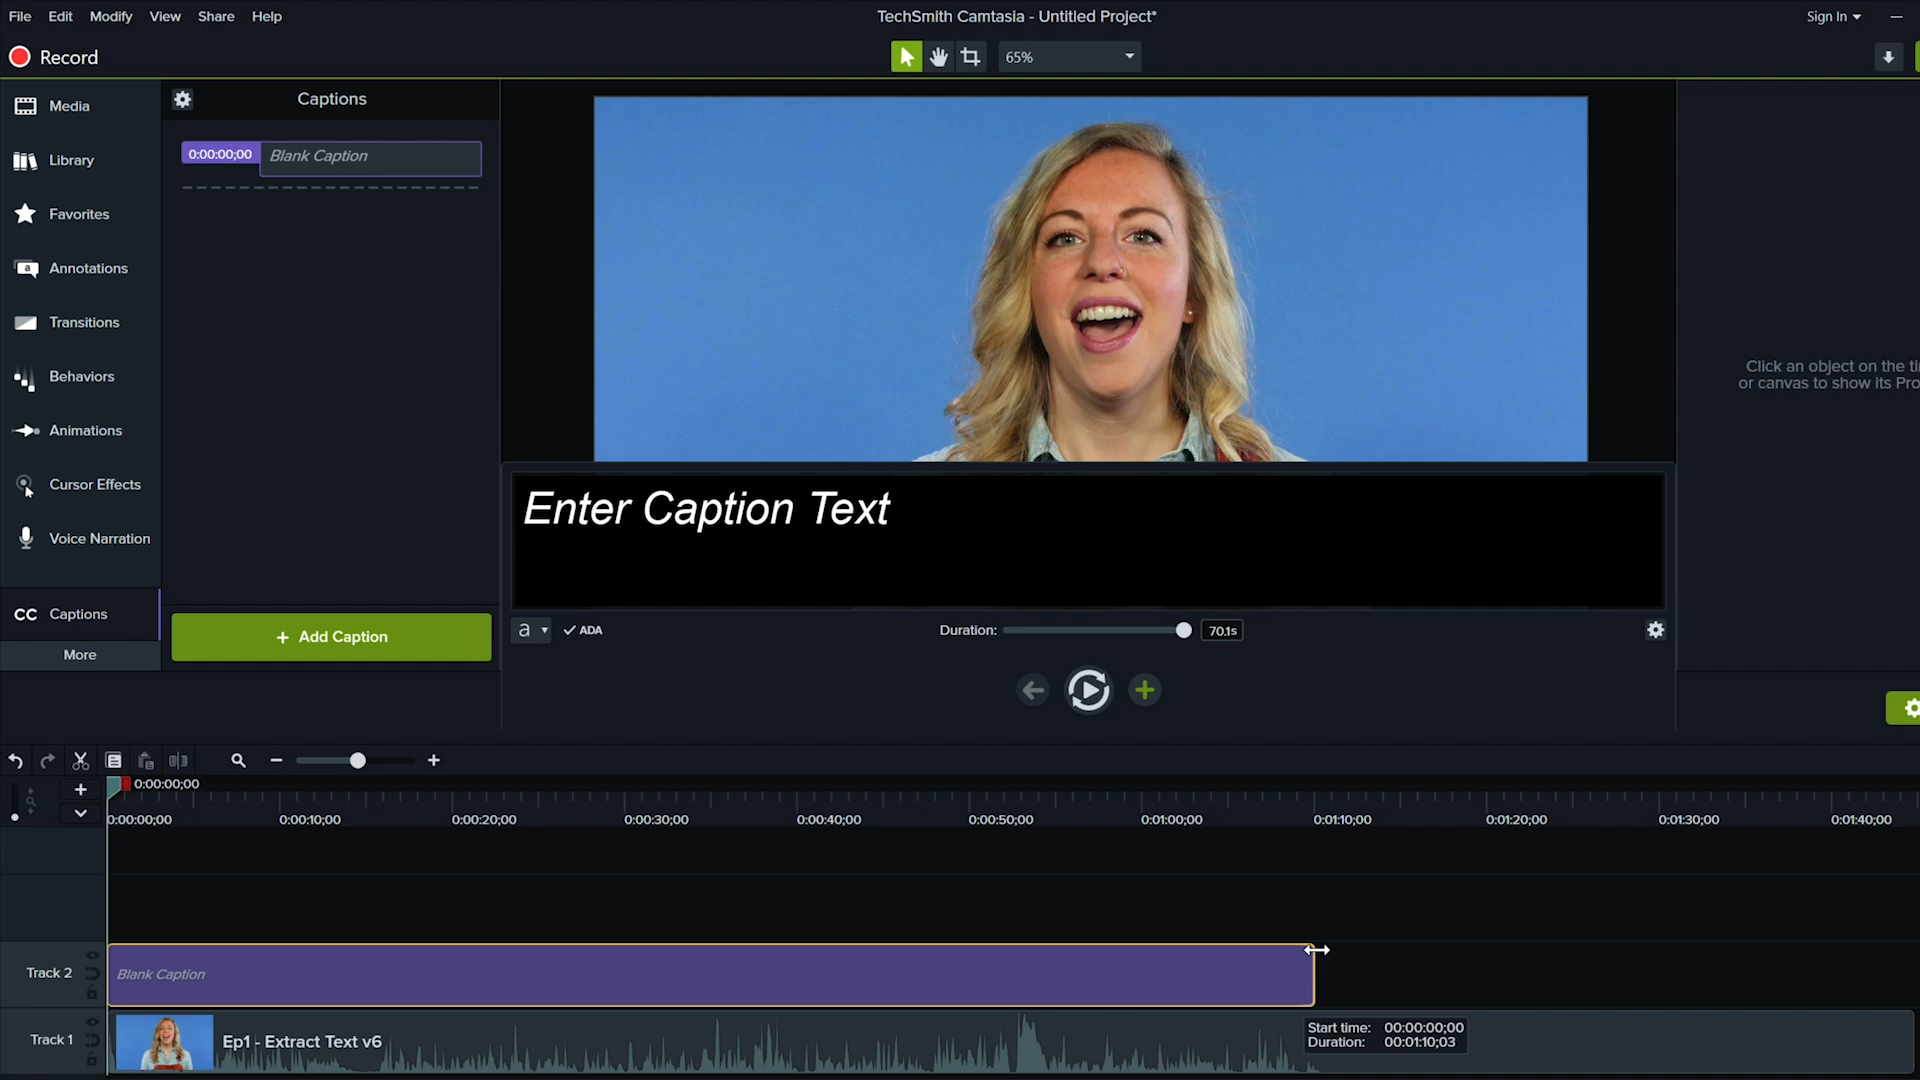 File Edit Modify View Share Help
TechSmith Camtasia - Untitled Project*
Sign In
Record
65%
Media
Library
Favorites
Annotations
Transitions
Behaviors
Animations
Cursor Effects
Voice Narration
CC Captions
More
Captions
0:00:00;00 Blank Caption
+ Add Caption
Click an object on the ti
or canvas to show its Pro
Enter Caption Text
a ADA
Duration: 70.1s
0:00:00;00
0:00:00;00 0:00:10;00 0:00:20;00 0:00:30;00 0:00:40;00 0:00:50;00 0:01:00;00 0:01:10;00 0:01:20;00 0:01:30;00 0:01:40;00
Track 2 Blank Caption
Track 1 Ep1 - Extract Text v6
Start time: 00:00:00;00
Duration: 00:01:10;03